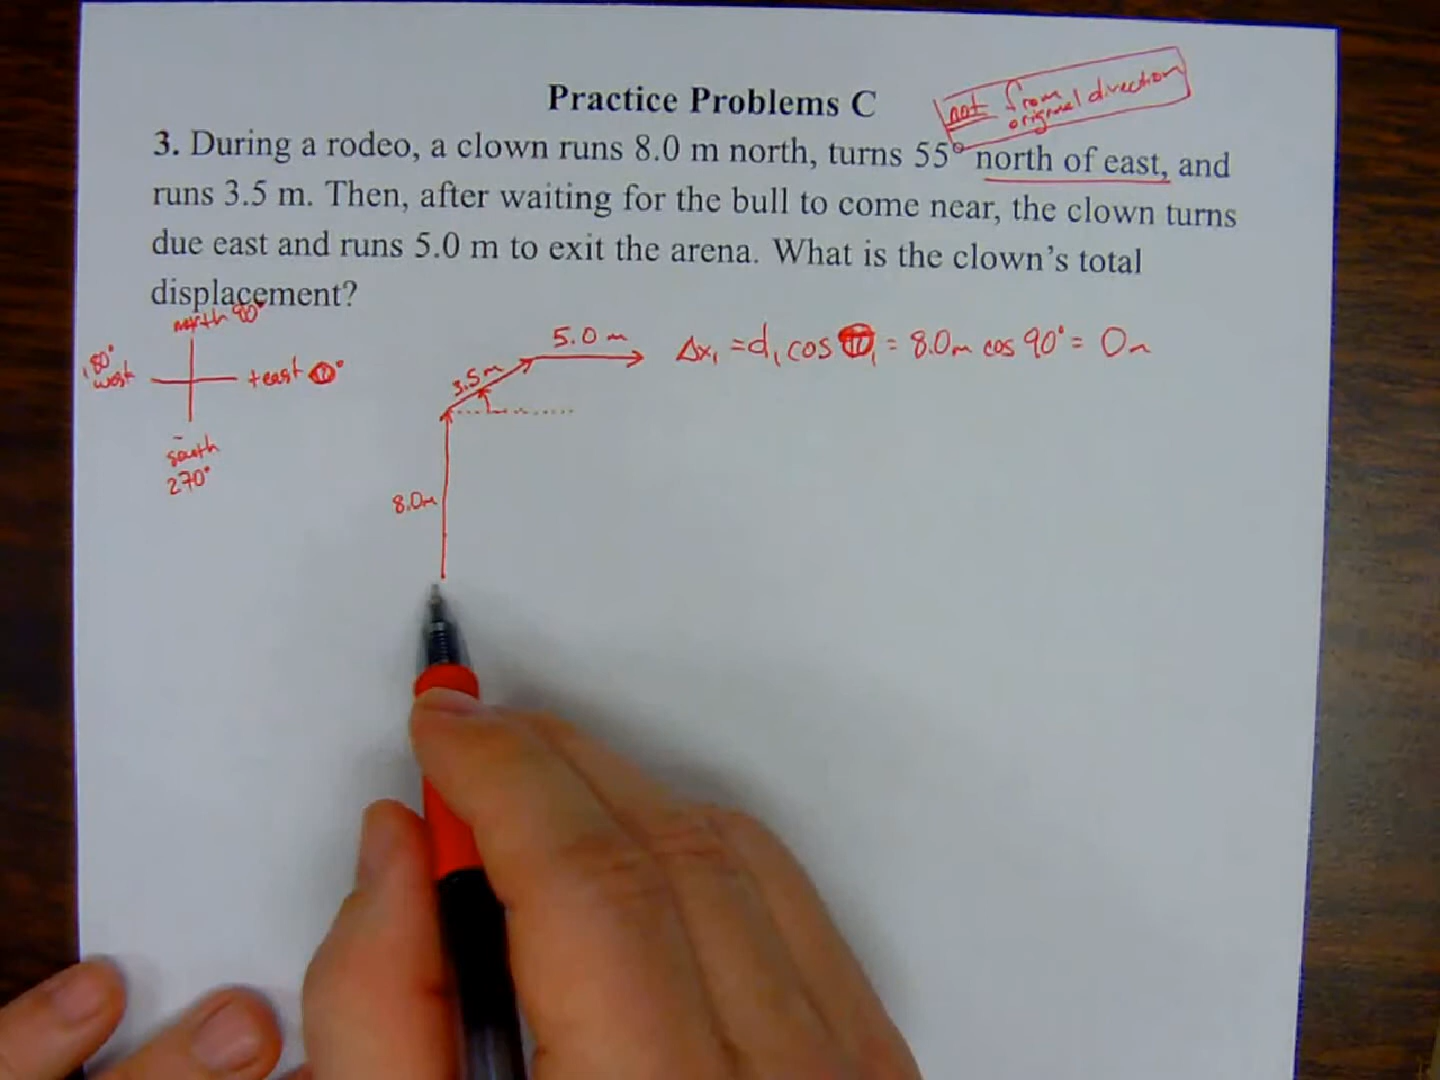 Practice Problems C
not from
original direction
3. During a rodeo, a clown runs 8.0 m north, turns 55° north of east, and
runs 3.5 m. Then, after waiting for the bull to come near, the clown turns
due east and runs 5.0 m to exit the arena. What is the clown's total
displacement?
north 90°
180°
west
+ east 0°
-
south
270°
5.0 m
3.5 m
8.0m
Δx₁ = d₁ cos θ₁ = 8.0m cos 90° = 0m